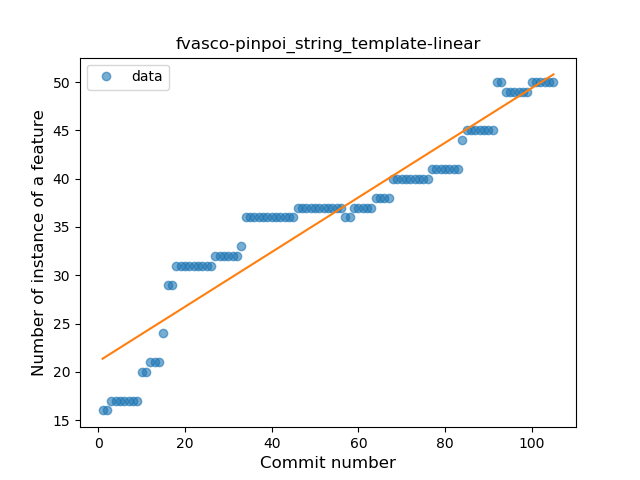 fvasco-pinpoi_string_template-linear
data
Number of instance of a feature
50
45
40
35
30
25
20
15
0 20 40 60 80 100
Commit number